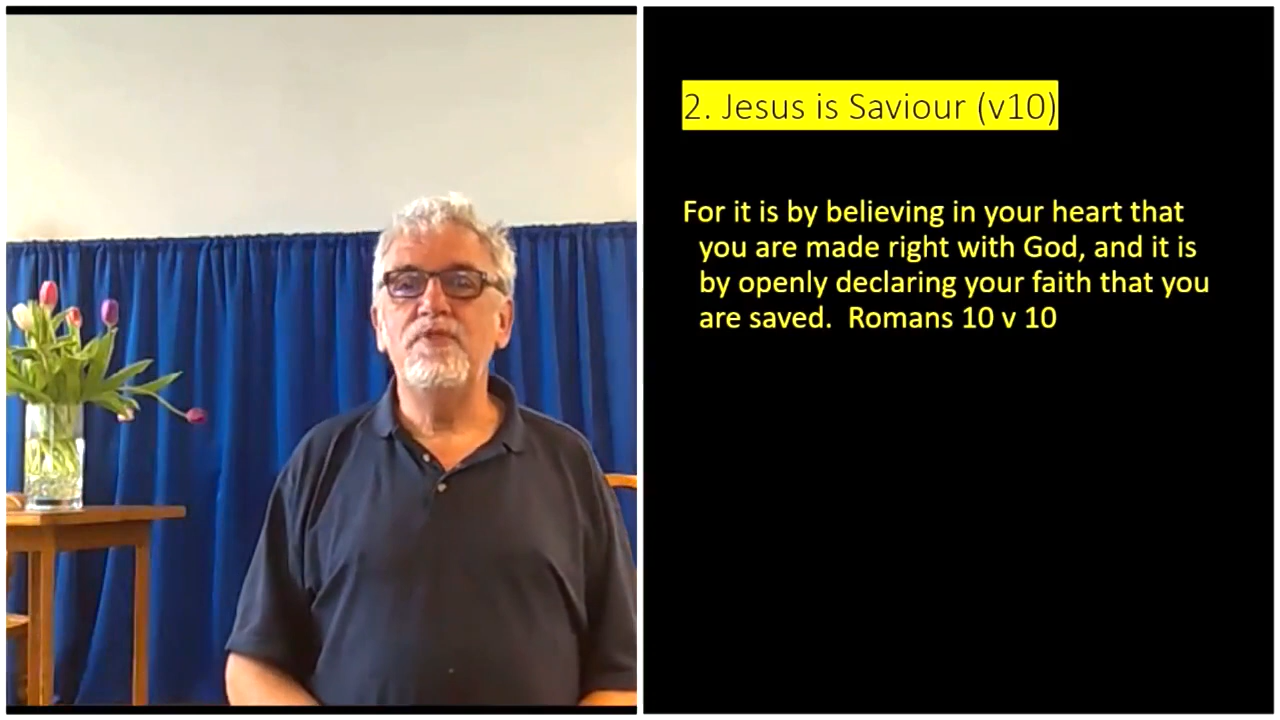 2. Jesus is Saviour (v10)
For it is by believing in your heart that
you are made right with God, and it is
by openly declaring your faith that you
are saved.  Romans 10 v 10